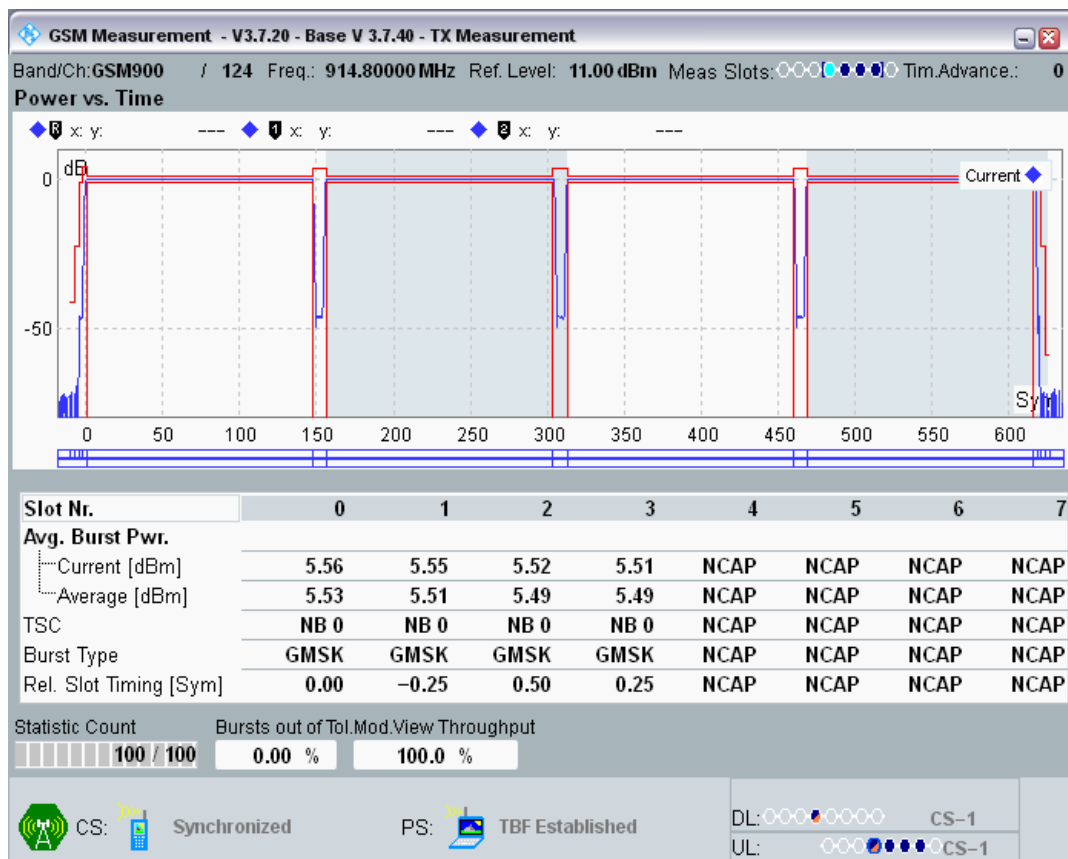 GSM Measurement - V3.7.20 - Base V 3.7.40 - TX Measurement
Band/Ch:GSM900 / 124 Freq.: 914.80000 MHz Ref. Level: 11.00 dBm Meas Slots: Tim.Advance.: 0
Power vs. Time
R x: y: --- 1 x: y: --- 2 x: y: ---
dB
0
Current
-50
Sym
0 50 100 150 200 250 300 350 400 450 500 550 600
Slot Nr. 0 1 2 3 4 5 6 7
Avg. Burst Pwr.
Current [dBm] 5.56 5.55 5.52 5.51 NCAP NCAP NCAP NCAP
Average [dBm] 5.53 5.51 5.49 5.49 NCAP NCAP NCAP NCAP
TSC NB 0 NB 0 NB 0 NB 0 NCAP NCAP NCAP NCAP
Burst Type GMSK GMSK GMSK GMSK NCAP NCAP NCAP NCAP
Rel. Slot Timing [Sym] 0.00 −0.25 0.50 0.25 NCAP NCAP NCAP NCAP
Statistic Count Bursts out of Tol.Mod.View Throughput
100 / 100 0.00 % 100.0 %
CS: Synchronized PS: TBF Established
DL: CS−1
UL: CS−1